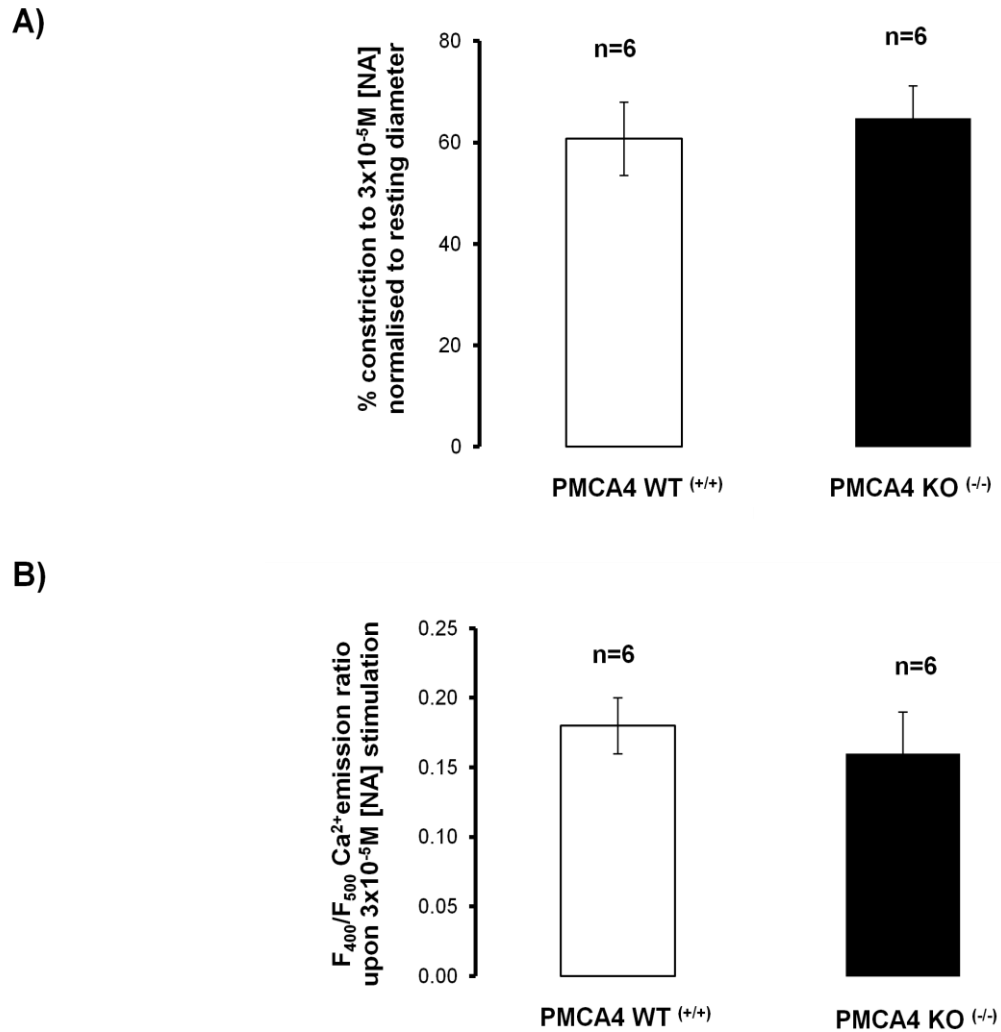 A)
% constriction to 3x10⁻⁵M [NA]
normalised to resting diameter
80
60
40
20
0
n=6
n=6
PMCA4 WT (+/+)
PMCA4 KO (-/-)
B)
F₄₀₀/F₅₀₀ Ca²⁺emission ratio
upon 3x10⁻⁵M [NA] stimulation
0.25
0.20
0.15
0.10
0.05
0.00
n=6
n=6
PMCA4 WT (+/+)
PMCA4 KO (-/-)